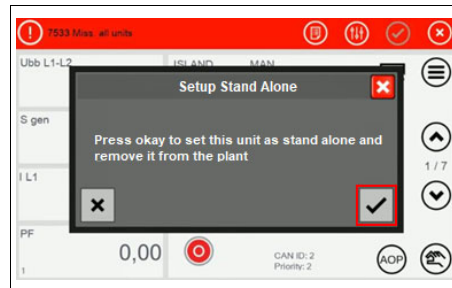 7533 Miss. all units
Ubb L1-L2
ISLAND MAN
Setup Stand Alone
S gen
Press okay to set this unit as stand alone and
remove it from the plant
1 / 7
I L1
PF
0,00
CAN ID: 2
Priority: 2
AOP
1